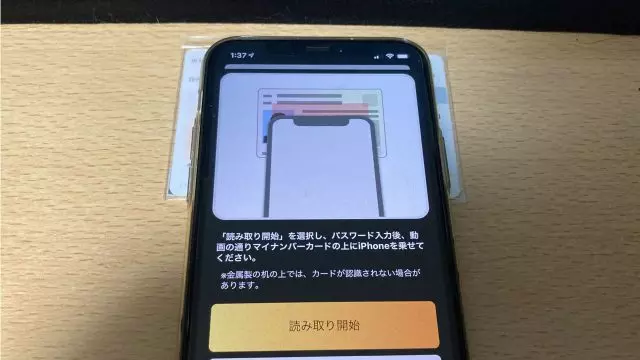 1:37
「読み取り開始」を選択し、パスワード入力後、動
画の通りマイナンバーカードの上にiPhoneを乗せて
ください。
※金属製の机の上では、カードが認識されない場合が
あります。
読み取り開始